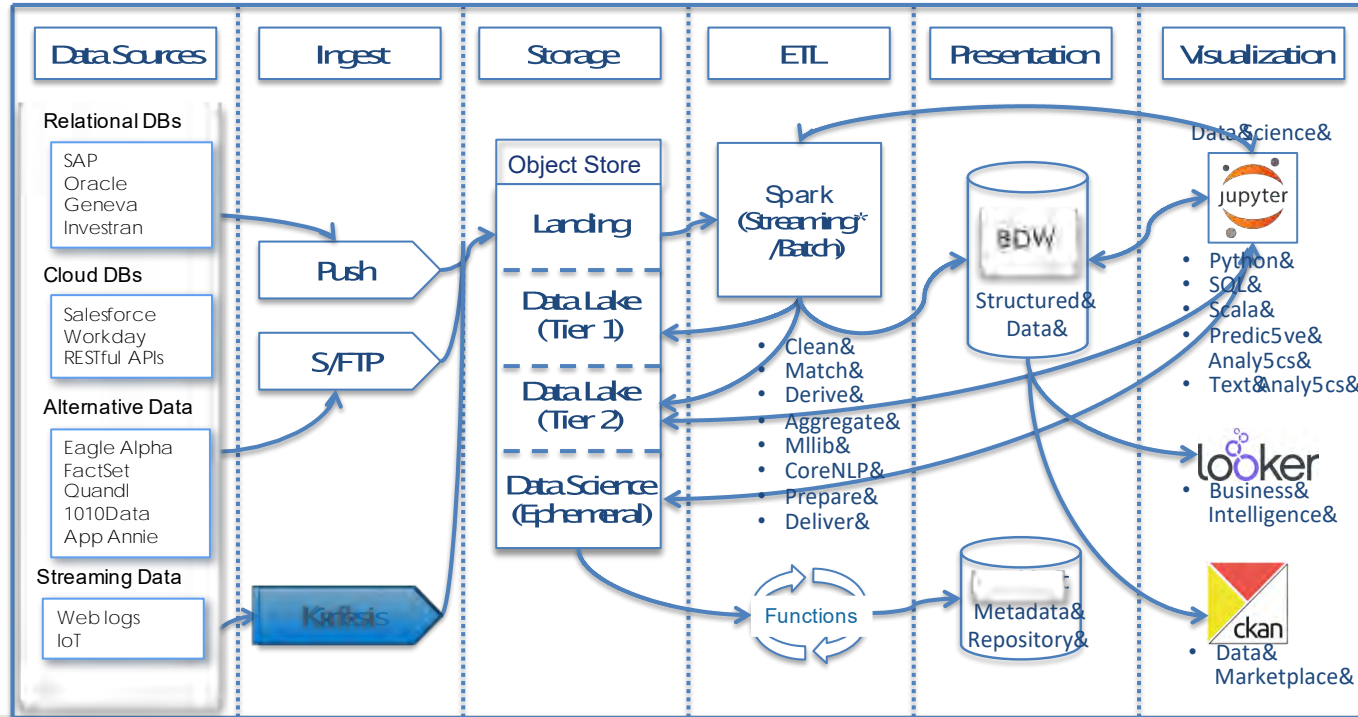 Data Sources
Ingest
Storage
ETL
Presentation
Visualization
Relational DBs
SAP
Oracle
Geneva
Investran
Cloud DBs
Salesforce
Workday
RESTful APIs
Alternative Data
Eagle Alpha
FactSet
Quandl
1010Data
App Annie
Streaming Data
Web logs
IoT
Push
S/FTP
Object Store
Landing
Data Lake
(Tier 1)
Data Lake
(Tier 2)
Data Science
(Ephemeral)
Spark
(Streaming*
/Batch)
Clean&
Match&
Derive&
Aggregate&
Mllib&
CoreNLP&
Prepare&
Deliver&
Functions
BDW
Structured&
Data&
Metadata&
Repository&
Data&Science&
jupyter
Python&
SQL&
Scala&
Predic5ve&
Analy5cs&
Text&Analy5cs&
looker
Business&
Intelligence&
ckan
Data&
Marketplace&